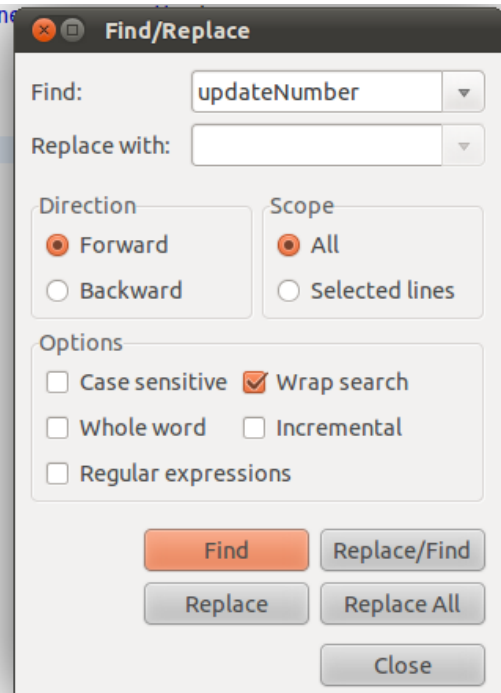 Find/Replace
Find: updateNumber
Replace with:
Direction Scope
Forward All
Backward Selected lines
Options
Case sensitive Wrap search
Whole word Incremental
Regular expressions
Find Replace/Find
Replace Replace All
Close